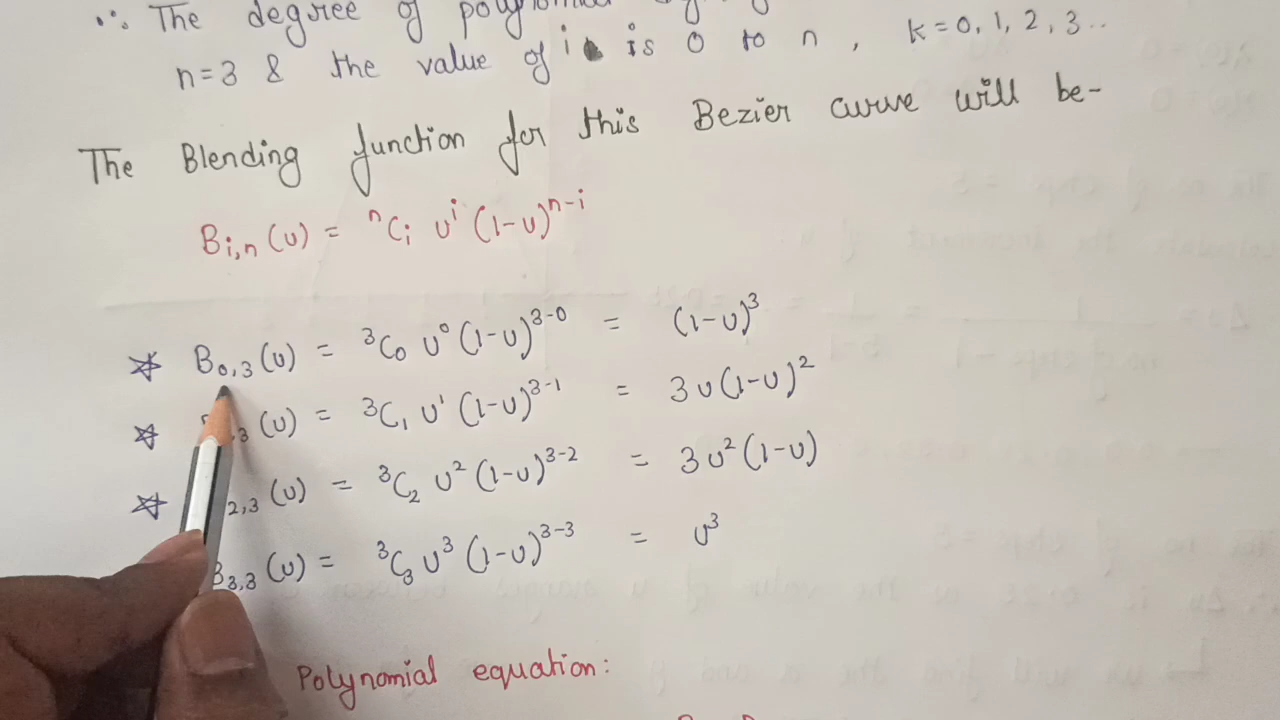 ∴ The degree of
n=3 & the value of i is 0 to n, k=0, 1, 2, 3..
The Blending function for this Bezier curve will be-
Bi,n (u) = ⁿCi uⁱ (1-u)ⁿ⁻ⁱ
B0,3 (u) = ³C0 u⁰ (1-u)³⁻⁰ = (1-u)³
,3 (u) = ³C1 u¹ (1-u)³⁻¹ = 3u(1-u)²
2,3 (u) = ³C2 u² (1-u)³⁻² = 3u²(1-u)
B3,3 (u) = ³C3 u³ (1-u)³⁻³ = u³
Polynomial equation: